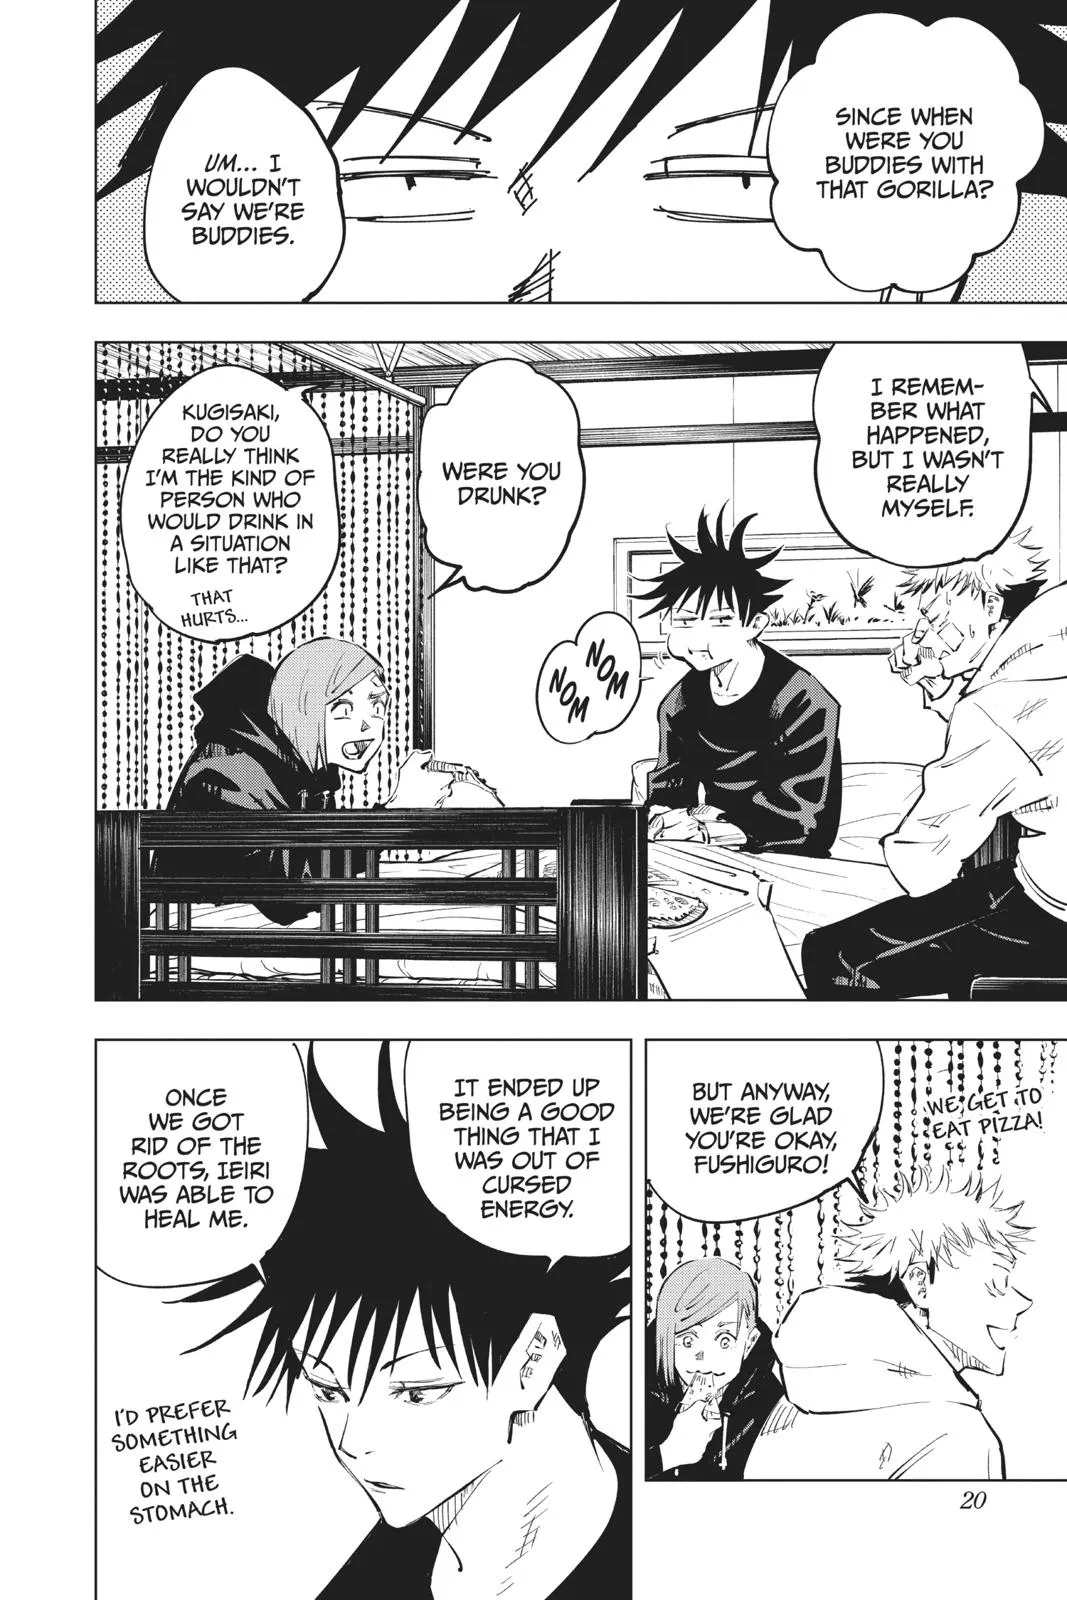 SINCE WHEN
WERE YOU
BUDDIES WITH
THAT GORILLA?
UM... I
WOULDN'T
SAY WE'RE
BUDDIES.
I REMEM-
BER WHAT
HAPPENED,
BUT I WASN'T
REALLY
MYSELF.
WERE YOU
DRUNK?
NOM
NOM
KUGISAKI,
DO YOU
REALLY THINK
I'M THE KIND OF
PERSON WHO
WOULD DRINK IN
A SITUATION
LIKE THAT?
THAT
HURTS...
BUT ANYWAY,
WE'RE GLAD
YOU'RE OKAY,
FUSHIGURO!
WE GET TO
EAT PIZZA!
IT ENDED UP
BEING A GOOD
THING THAT I
WAS OUT OF
CURSED
ENERGY.
ONCE
WE GOT
RID OF THE
ROOTS, IEIRI
WAS ABLE TO
HEAL ME.
I'D PREFER
SOMETHING
EASIER
ON THE
STOMACH.
20